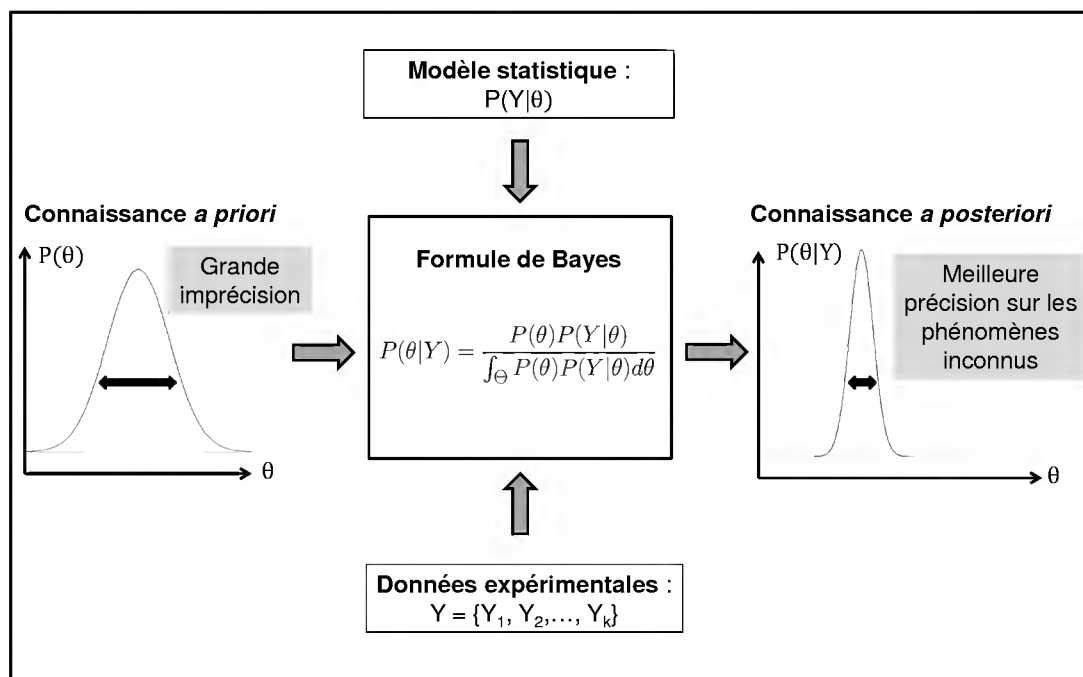 Modèle statistique :
P(Y|θ)
Connaissance a priori
P(θ)
Grande
imprécision
θ
Formule de Bayes
P(θ|Y) = P(θ)P(Y|θ) / ∫_Θ P(θ)P(Y|θ)dθ
Connaissance a posteriori
P(θ|Y)
Meilleure
précision sur les
phénomènes
inconnus
θ
Données expérimentales :
Y = {Y₁, Y₂,..., Yₖ}